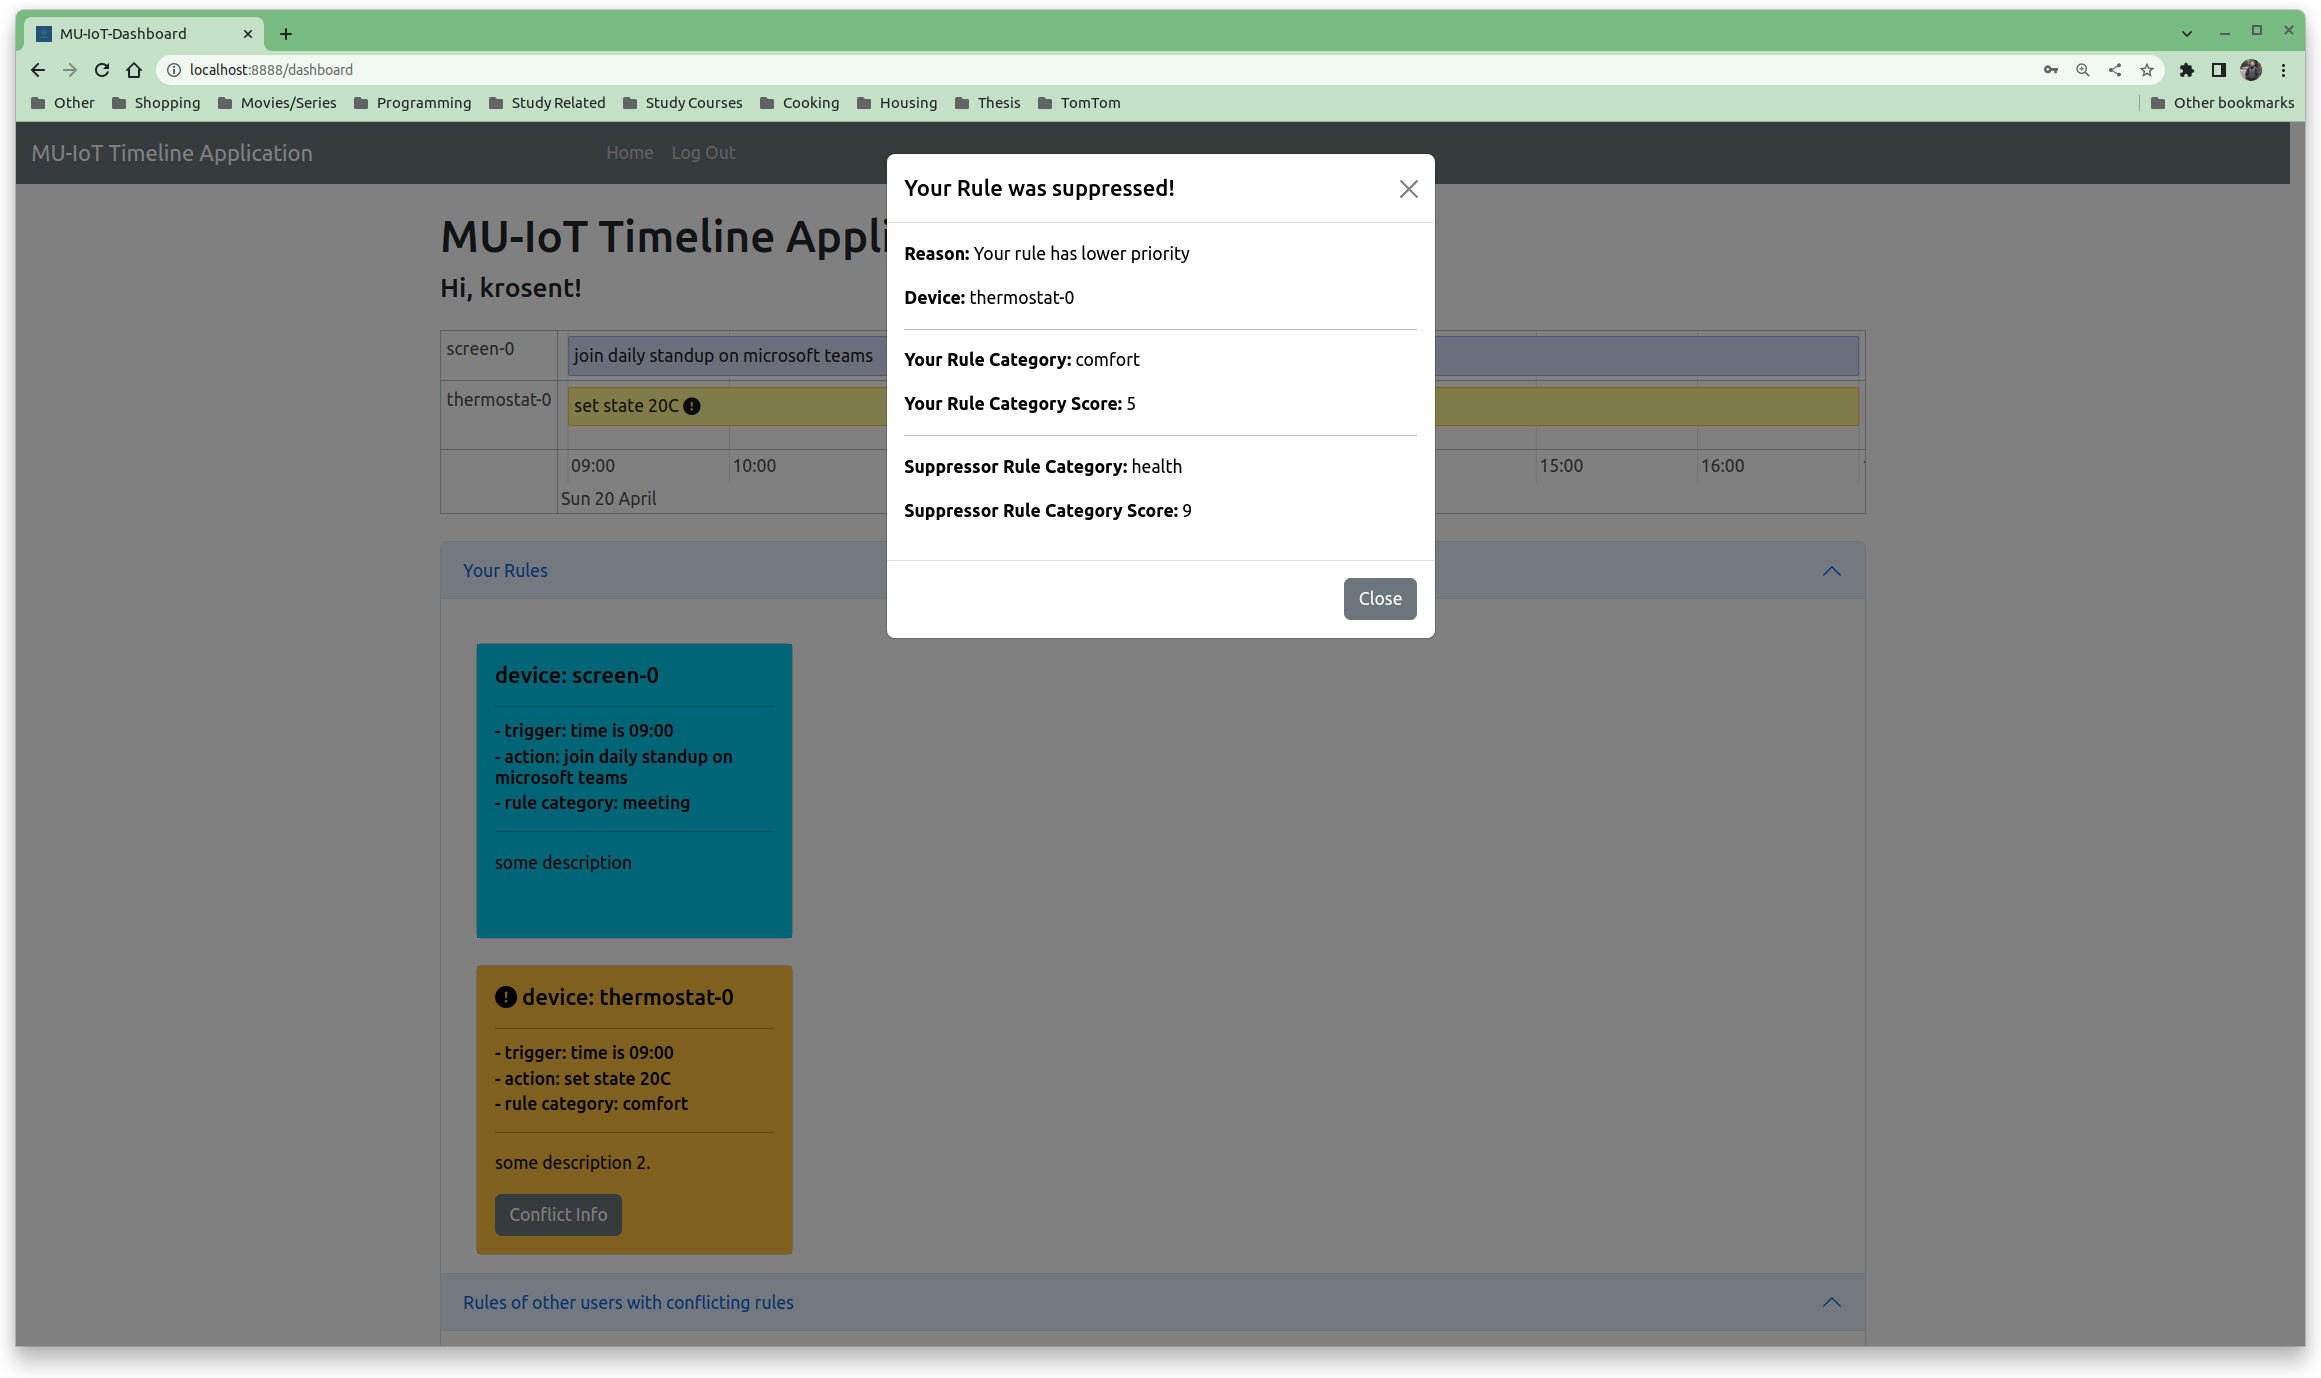 MU-IoT-Dashboard
localhost:8888/dashboard
Other Shopping Movies/Series Programming Study Related Study Courses Cooking Housing Thesis TomTom Other bookmarks
MU-IoT Timeline Application Home Log Out
Your Rule was suppressed!
Reason: Your rule has lower priority
Device: thermostat-0
Your Rule Category: comfort
Your Rule Category Score: 5
Suppressor Rule Category: health
Suppressor Rule Category Score: 9
Close
MU-IoT Timeline Appli
Hi, krosent!
screen-0 join daily standup on microsoft teams
thermostat-0 set state 20C
09:00 10:00 15:00 16:00
Sun 20 April
Your Rules
device: screen-0
- trigger: time is 09:00
- action: join daily standup on
microsoft teams
- rule category: meeting
some description
device: thermostat-0
- trigger: time is 09:00
- action: set state 20C
- rule category: comfort
some description 2.
Conflict Info
Rules of other users with conflicting rules